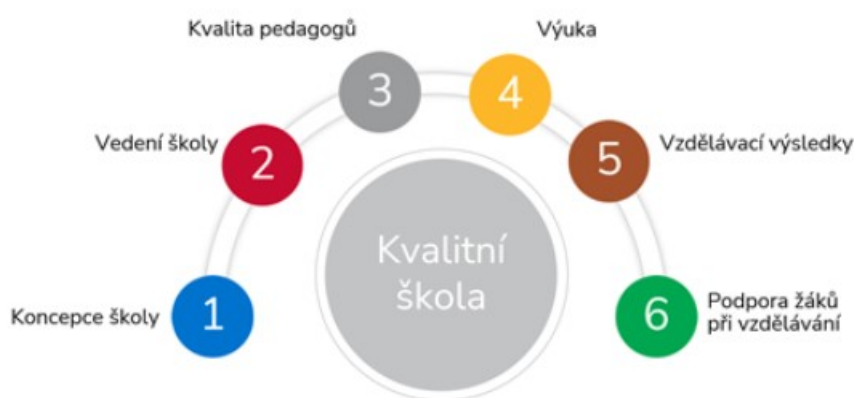 Kvalita pedagogů
3
4
Výuka
Vedení školy
2
5
Vzdělávací výsledky
Kvalitní
škola
Koncepce školy
1
6
Podpora žáků
při vzdělávání